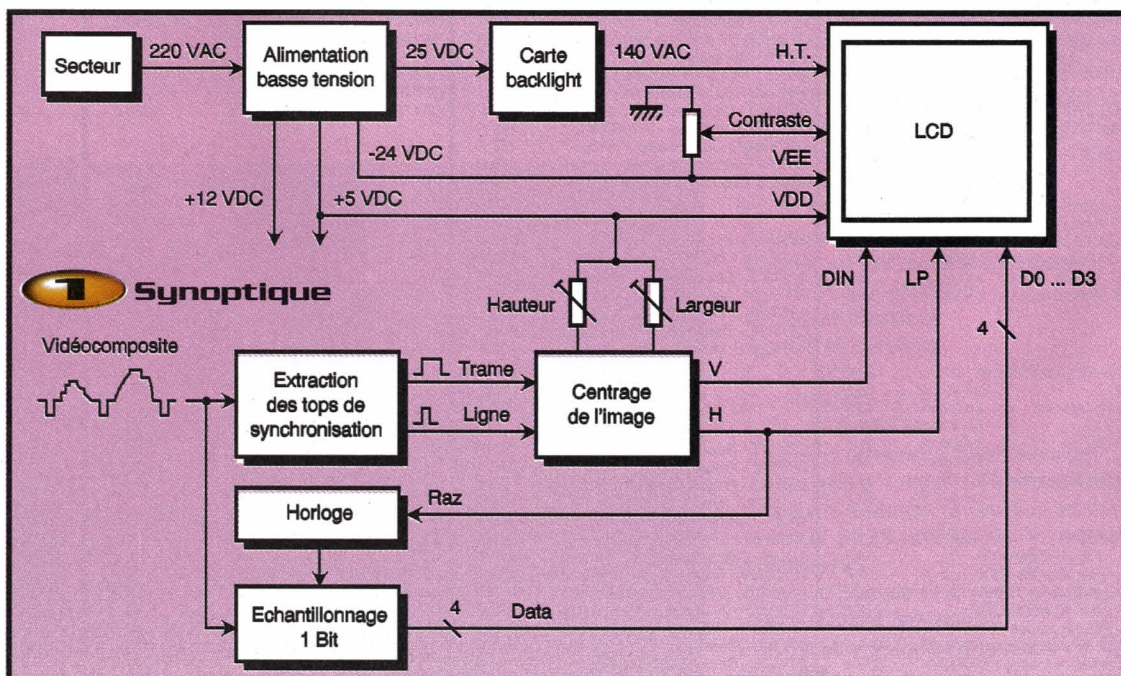 Secteur
220 VAC
Alimentation
basse tension
25 VDC
Carte
backlight
140 VAC
H.T.
LCD
Contraste
-24 VDC
VEE
+12 VDC
+5 VDC
VDD
1 Synoptique
Hauteur
Largeur
DIN
LP
D0 ... D3
4
Vidéocomposite
Extraction
des tops de
synchronisation
Trame
Ligne
Centrage
de l'image
V
H
Horloge
Raz
Echantillonnage
1 Bit
4
Data